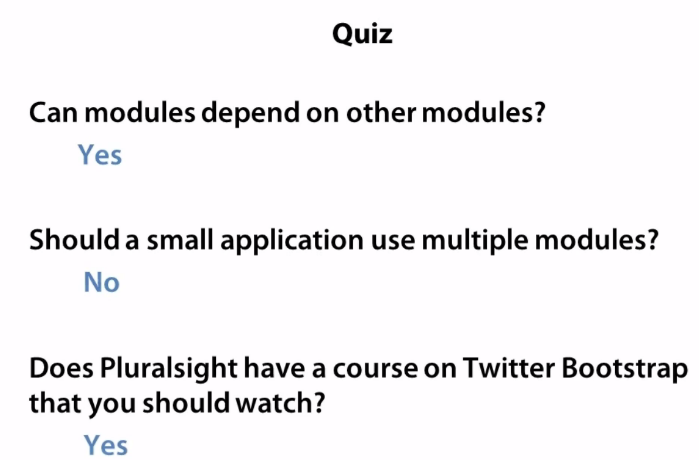 Quiz
Can modules depend on other modules?
Yes
Should a small application use multiple modules?
No
Does Pluralsight have a course on Twitter Bootstrap
that you should watch?
Yes